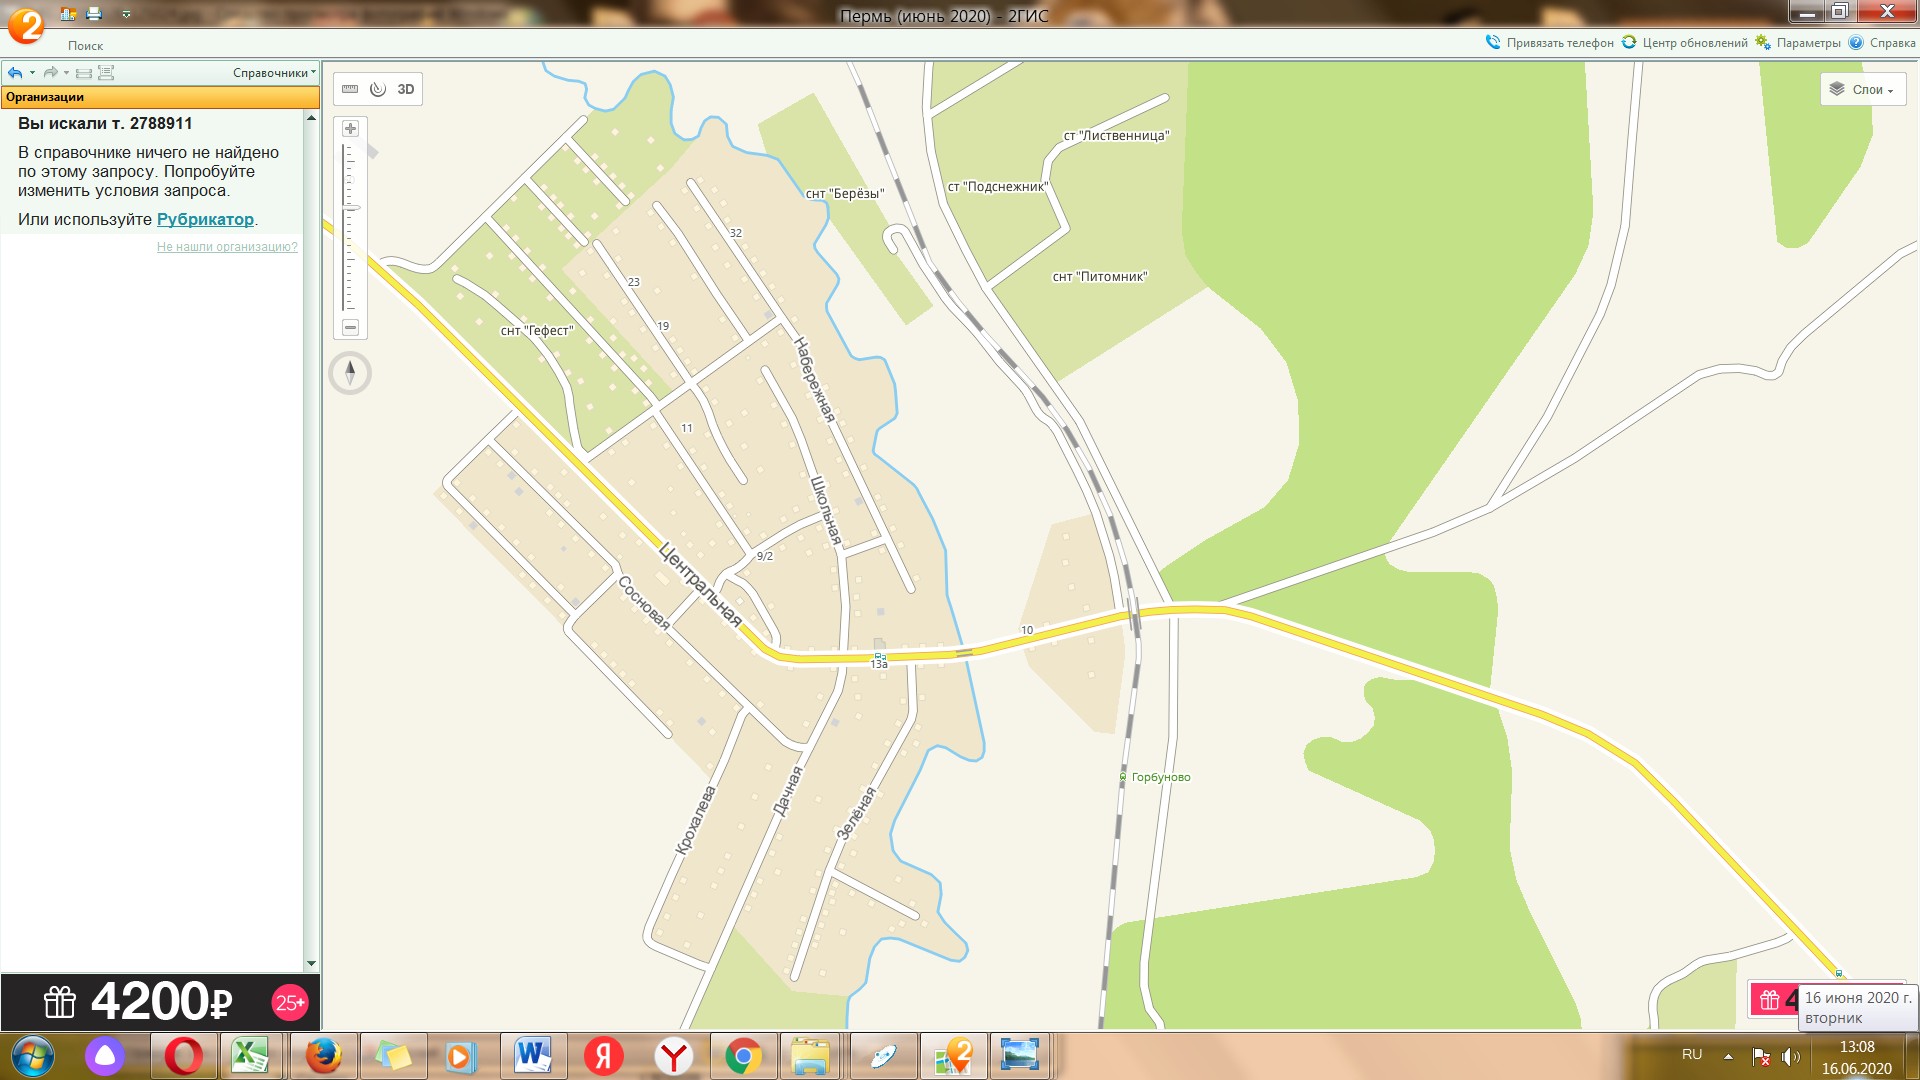 Пермь (июнь 2020) - 2ГИС
Поиск
Привязать телефон
Центр обновлений
Параметры
Справка
Справочники
Организации
Вы искали т. 2788911
В справочнике ничего не найдено
по этому запросу. Попробуйте
изменить условия запроса.
Или используйте Рубрикатор.
Не нашли организацию?
3D
Слои
ст "Лиственница"
ст "Подснежник"
снт "Берёзы"
32
снт "Питомник"
23
19
снт "Гефест"
Набережная
11
Школьная
9/2
Центральная
Сосновая
10
13а
Горбуново
Дачная
Зелёная
Крохалева
4200₽
25+
4
16 июня 2020 г.
вторник
RU
13:08
16.06.2020